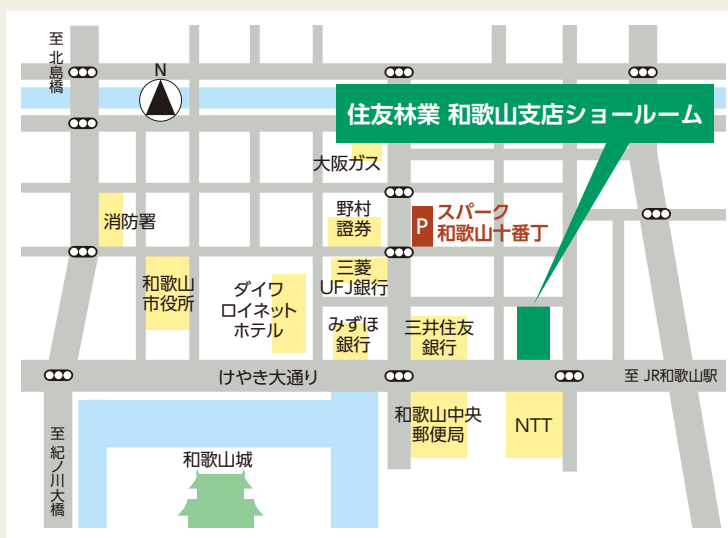 至 北島橋
N
住友林業 和歌山支店ショールーム
大阪ガス
消防署
野村
證券
P
スパーク
和歌山十番丁
和歌山
市役所
ダイワ
ロイネット
ホテル
三菱
UFJ銀行
みずほ
銀行
三井住友
銀行
けやき大通り
至 JR和歌山駅
至 紀ノ川大橋
和歌山城
和歌山中央
郵便局
NTT